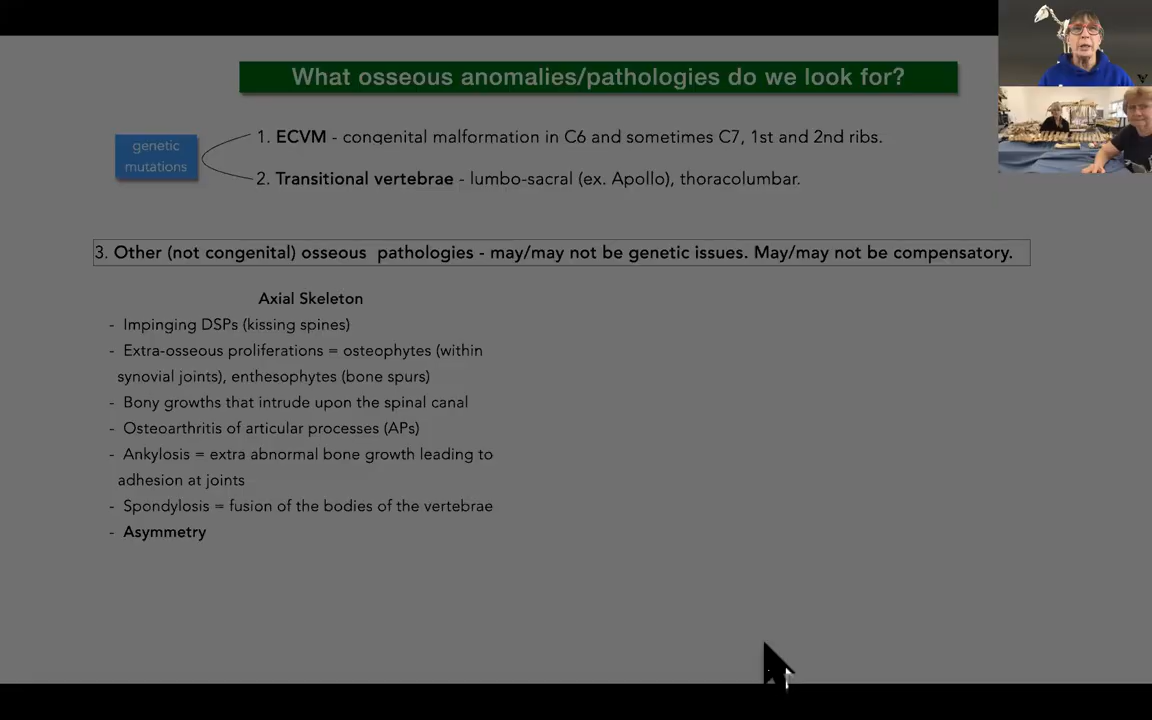 What osseous anomalies/pathologies do we look for?
genetic
mutations
1. ECVM - congenital malformation in C6 and sometimes C7, 1st and 2nd ribs.
2. Transitional vertebrae - lumbo-sacral (ex. Apollo), thoracolumbar.
3. Other (not congenital) osseous pathologies - may/may not be genetic issues. May/may not be compensatory.
Axial Skeleton
- Impinging DSPs (kissing spines)
- Extra-osseous proliferations = osteophytes (within
synovial joints), enthesophytes (bone spurs)
- Bony growths that intrude upon the spinal canal
- Osteoarthritis of articular processes (APs)
- Ankylosis = extra abnormal bone growth leading to
adhesion at joints
- Spondylosis = fusion of the bodies of the vertebrae
- Asymmetry